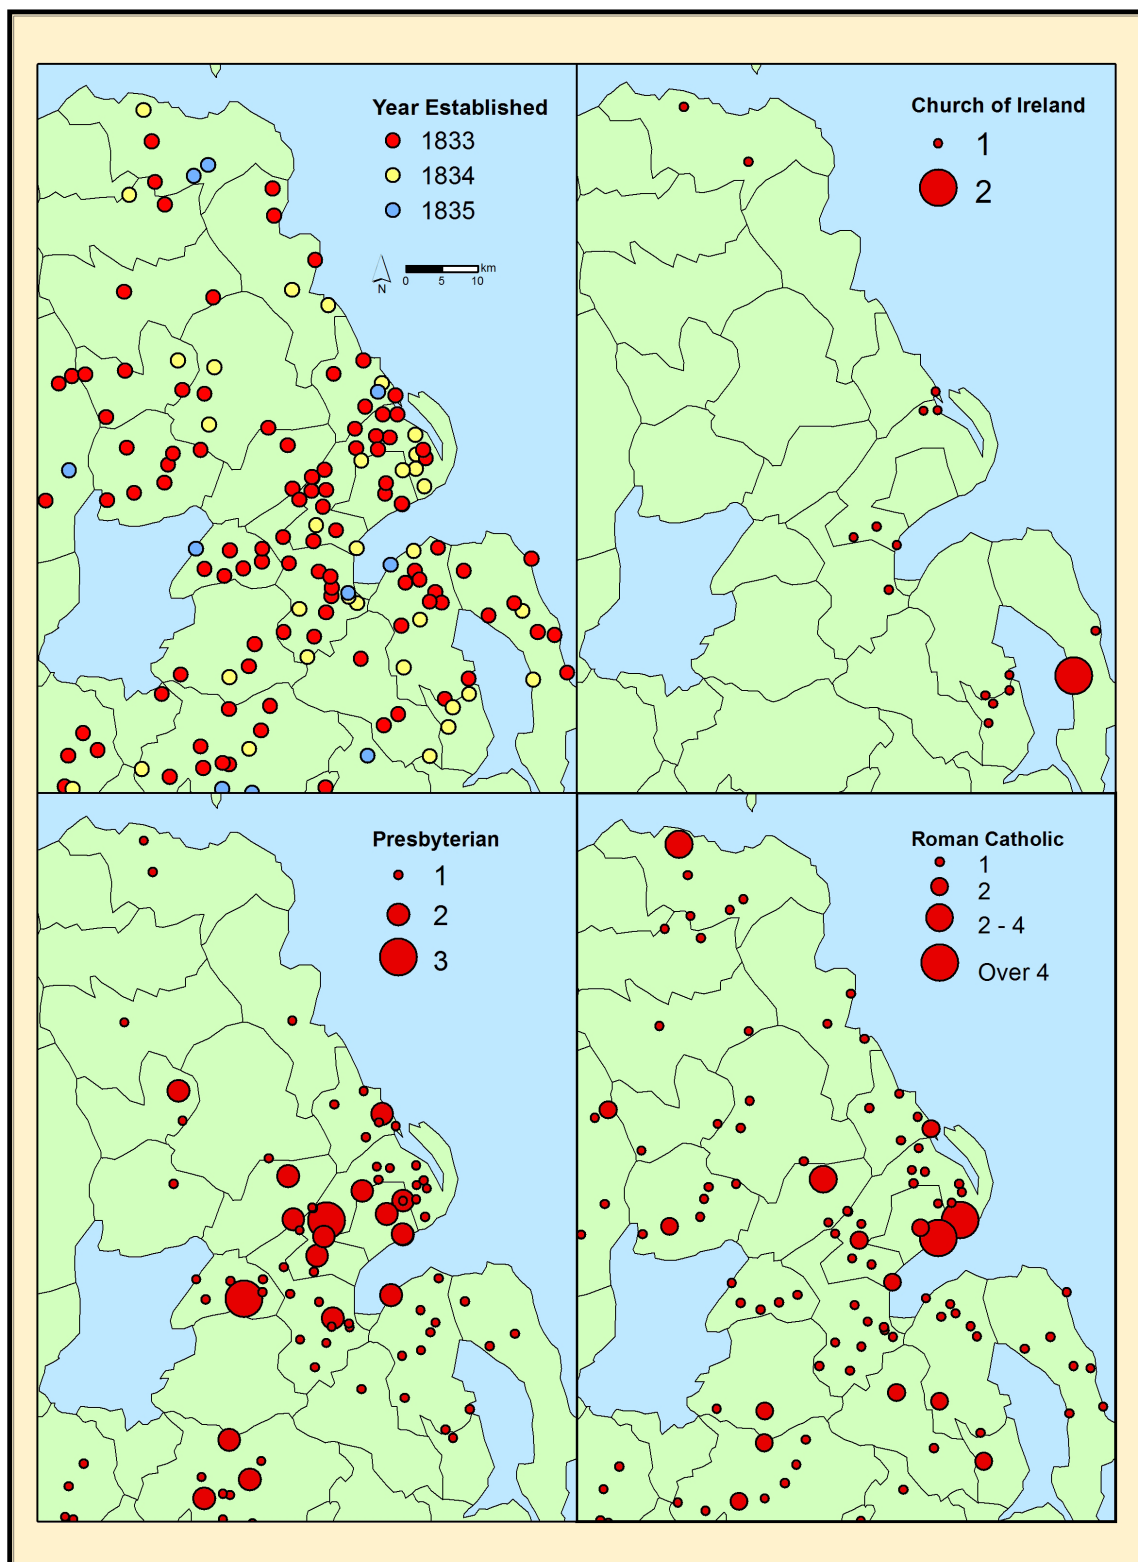 Year Established
1833
1834
1835
km
0 5 10
N
Church of Ireland
1
2
Presbyterian
1
2
3
Roman Catholic
1
2
2 - 4
Over 4